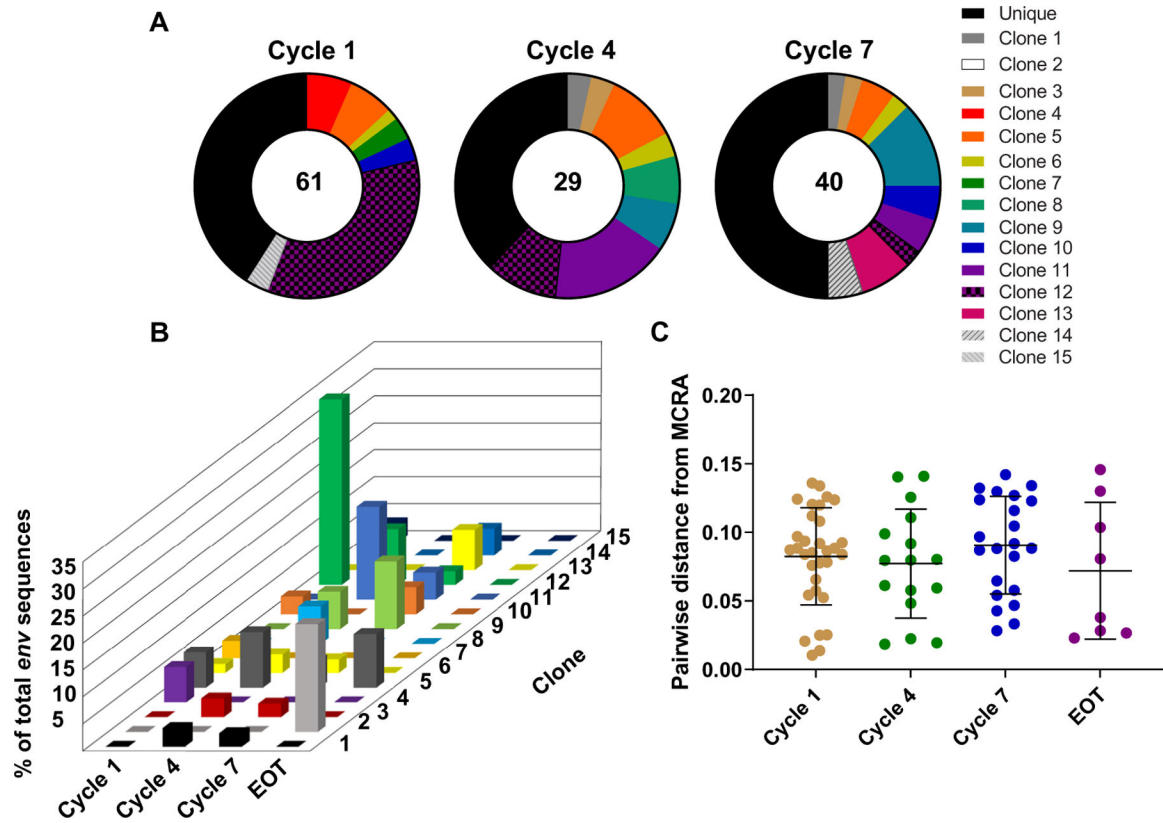 A
Cycle 1
Cycle 4
Cycle 7
61
29
40
Unique
Clone 1
Clone 2
Clone 3
Clone 4
Clone 5
Clone 6
Clone 7
Clone 8
Clone 9
Clone 10
Clone 11
Clone 12
Clone 13
Clone 14
Clone 15
B
% of total env sequences
35
30
25
20
15
10
5
Cycle 1
Cycle 4
Cycle 7
EOT
1
2
3
4
5
6
7
8
9
10
11
12
13
14
15
Clone
C
Pairwise distance from MCRA
0.20
0.15
0.10
0.05
0.00
Cycle 1
Cycle 4
Cycle 7
EOT